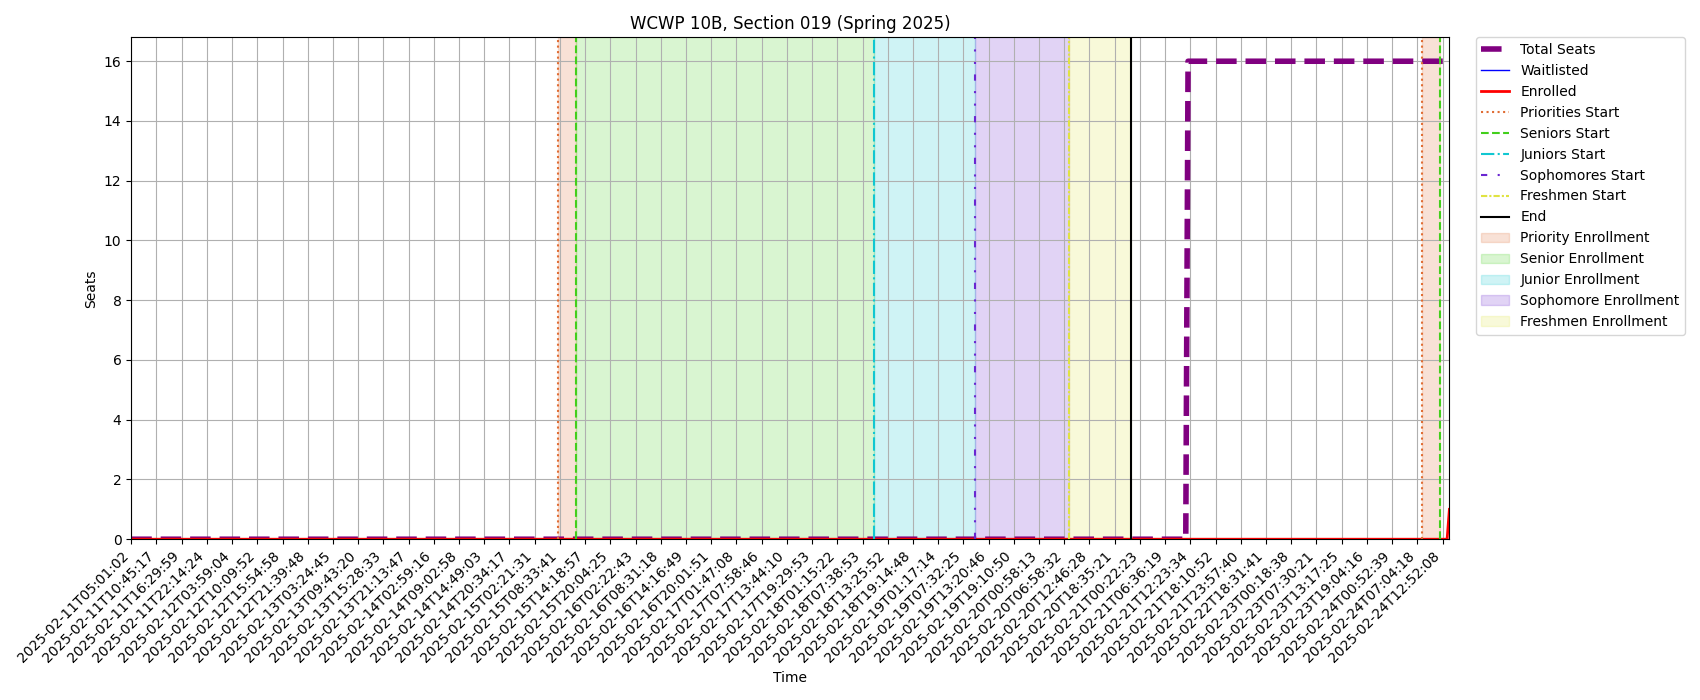 WCWP 10B, Section 019 (Spring 2025)
Seats
16
14
12
10
8
6
4
2
0
2025-02-11T05:01:02
2025-02-11T10:45:17
2025-02-11T16:29:59
2025-02-11T22:14:24
2025-02-12T03:59:04
2025-02-12T10:09:52
2025-02-12T15:54:58
2025-02-12T21:39:48
2025-02-13T03:24:45
2025-02-13T09:43:20
2025-02-13T15:28:33
2025-02-13T21:13:47
2025-02-14T02:59:16
2025-02-14T09:02:58
2025-02-14T14:49:03
2025-02-14T20:34:17
2025-02-15T02:21:31
2025-02-15T08:33:41
2025-02-15T14:18:57
2025-02-15T20:04:25
2025-02-16T02:22:43
2025-02-16T08:31:18
2025-02-16T14:16:49
2025-02-16T20:01:51
2025-02-17T01:47:08
2025-02-17T07:58:46
2025-02-17T13:44:10
2025-02-17T19:29:53
2025-02-18T01:15:22
2025-02-18T07:38:53
2025-02-18T13:25:52
2025-02-18T19:14:48
2025-02-19T01:17:14
2025-02-19T07:32:25
2025-02-19T13:20:46
2025-02-19T19:10:50
2025-02-20T00:58:13
2025-02-20T06:58:32
2025-02-20T12:46:28
2025-02-20T18:35:21
2025-02-21T00:22:23
2025-02-21T06:36:19
2025-02-21T12:23:34
2025-02-21T18:10:52
2025-02-21T23:57:40
2025-02-22T18:31:41
2025-02-23T00:18:38
2025-02-23T07:30:21
2025-02-23T13:17:25
2025-02-23T19:04:16
2025-02-24T00:52:39
2025-02-24T07:04:18
2025-02-24T12:52:08
Time
Total Seats
Waitlisted
Enrolled
Priorities Start
Seniors Start
Juniors Start
Sophomores Start
Freshmen Start
End
Priority Enrollment
Senior Enrollment
Junior Enrollment
Sophomore Enrollment
Freshmen Enrollment